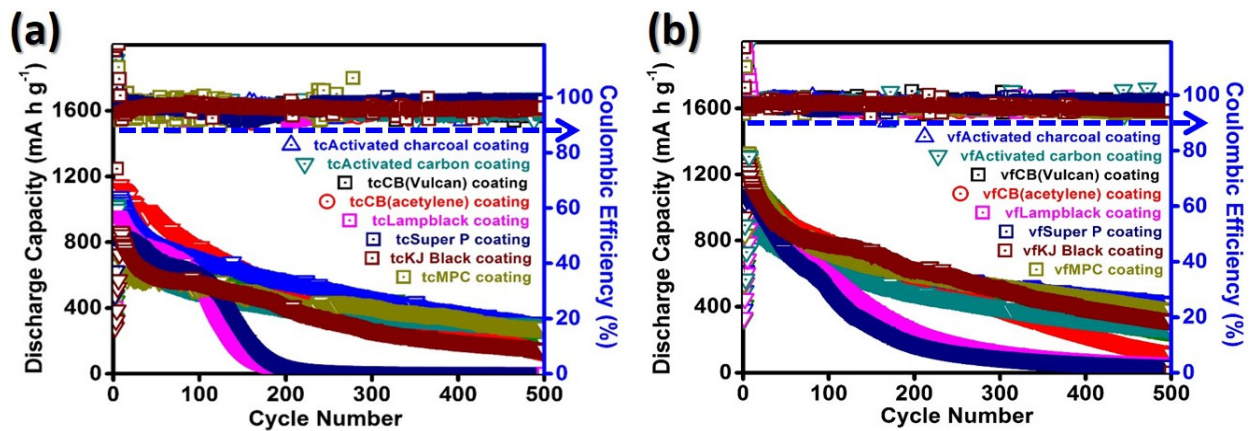 (a)
Discharge Capacity (mA h g⁻¹)
1600
1200
800
400
0
tcActivated charcoal coating
tcActivated carbon coating
tcCB(Vulcan) coating
tcCB(acetylene) coating
tcLampblack coating
tcSuper P coating
tcKJ Black coating
tcMPC coating
100
80
60
40
20
0
Coulombic Efficiency (%)
0 100 200 300 400 500
Cycle Number
(b)
Discharge Capacity (mA h g⁻¹)
1600
1200
800
400
0
vfActivated charcoal coating
vfActivated carbon coating
vfCB(Vulcan) coating
vfCB(acetylene) coating
vfLampblack coating
vfSuper P coating
vfKJ Black coating
vfMPC coating
100
80
60
40
20
0
Coulombic Efficiency (%)
0 100 200 300 400 500
Cycle Number